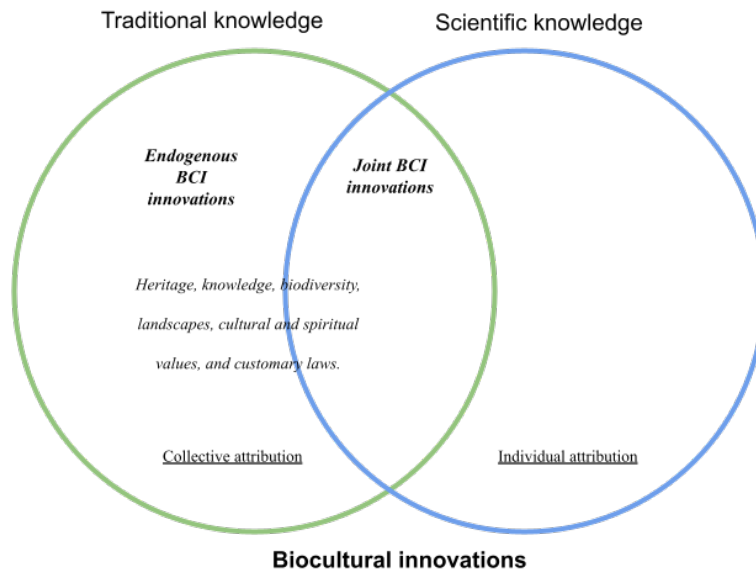 Traditional knowledge
Scientific knowledge
Endogenous
BCI
innovations
Joint BCI
innovations
Heritage, knowledge, biodiversity,
landscapes, cultural and spiritual
values, and customary laws.
Collective attribution
Individual attribution
Biocultural innovations